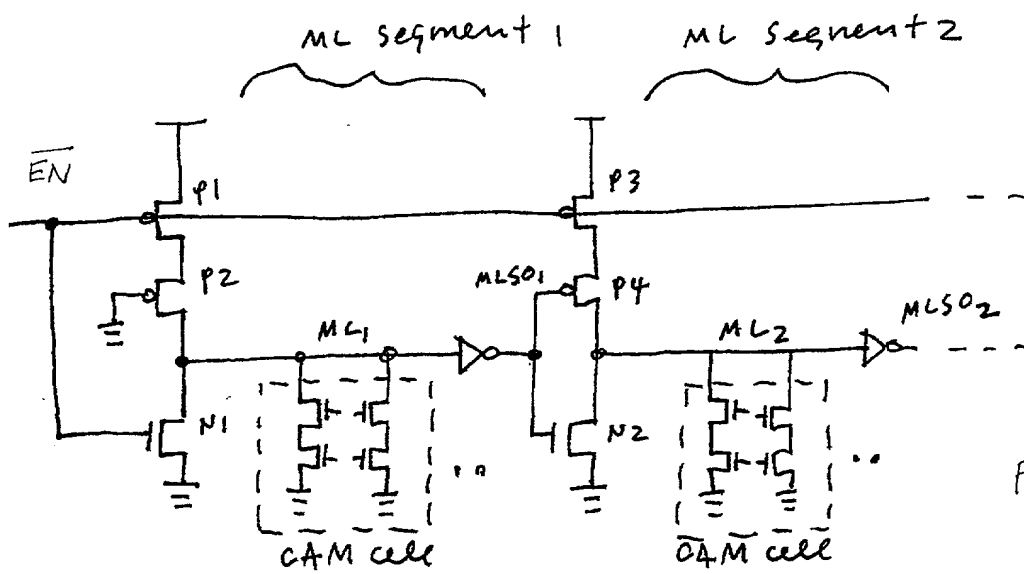 ML segment 1
ML segment 2
EN
P1
P3
P2
MLSO1
P4
ML1
ML2
MLSO2
N1
N2
CAM cell
CAM cell